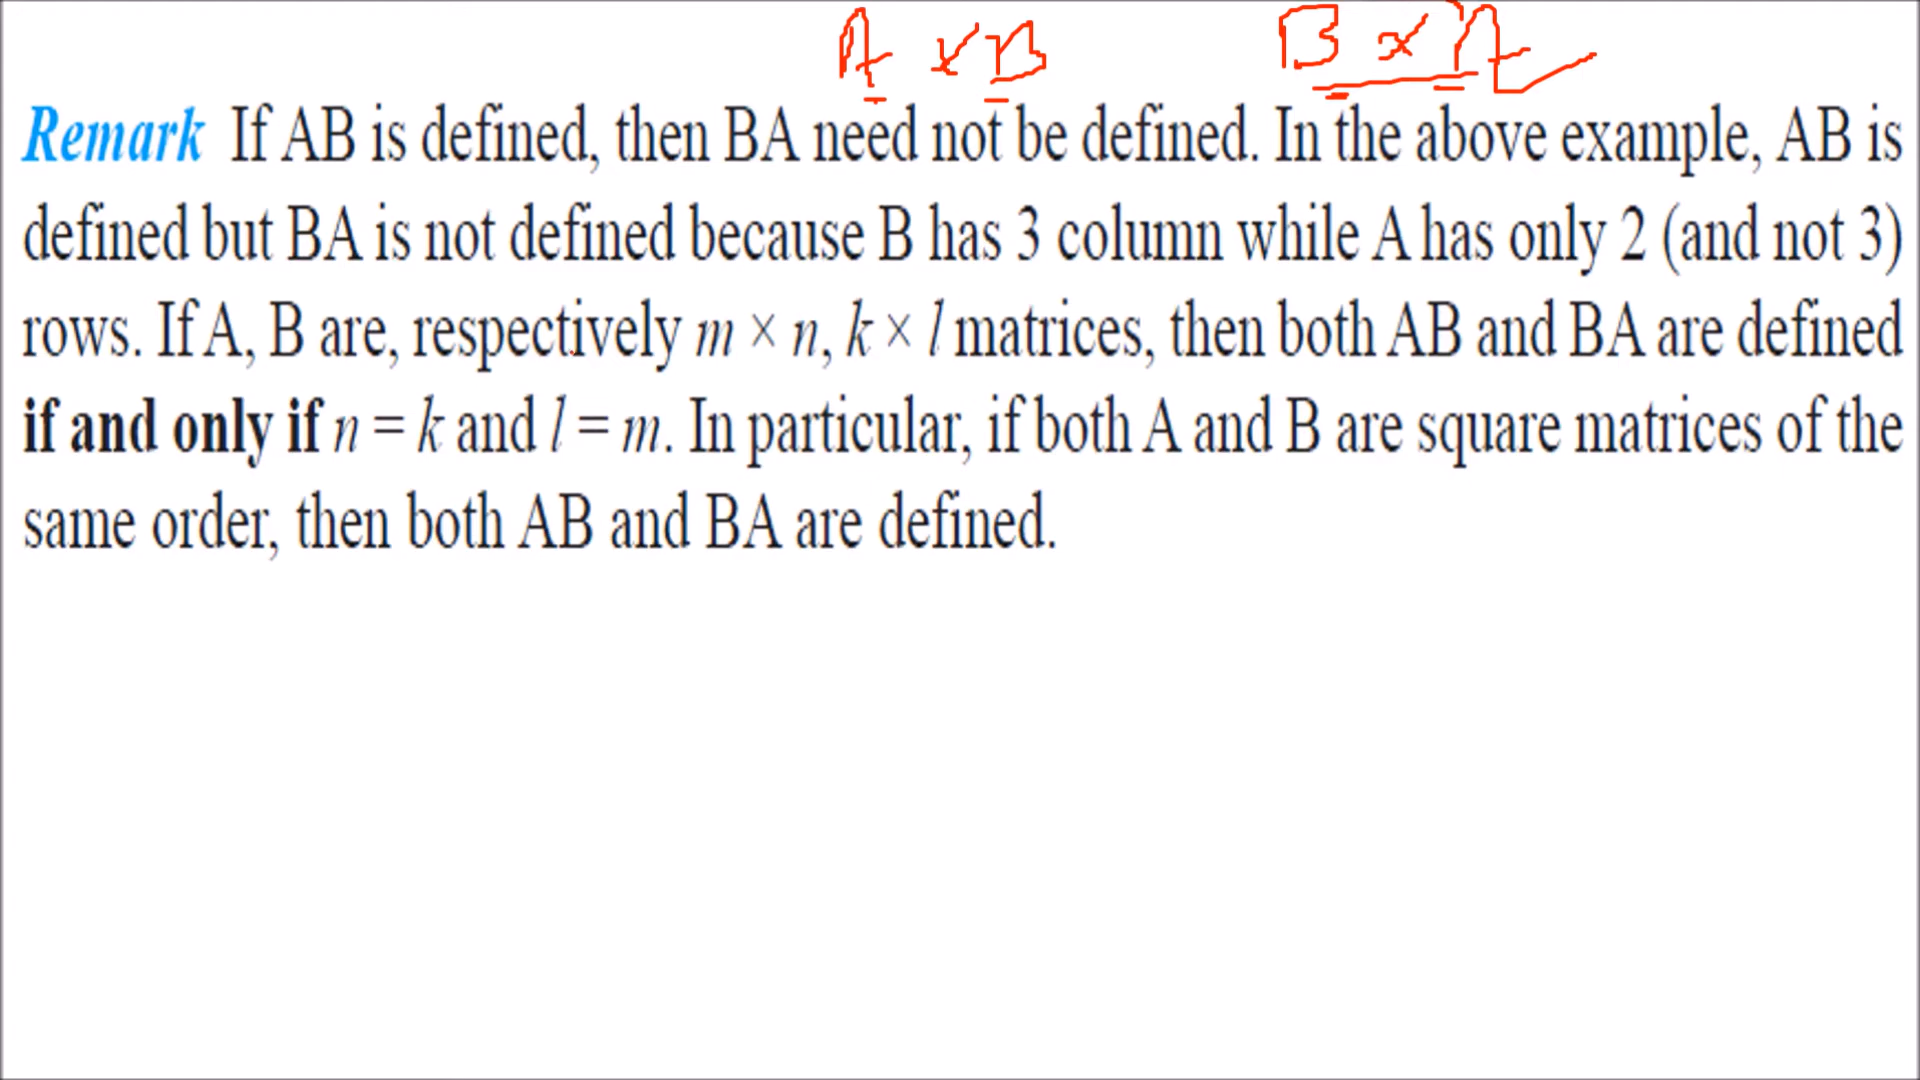 A × B B × A
Remark If AB is defined, then BA need not be defined. In the above example, AB is
defined but BA is not defined because B has 3 column while A has only 2 (and not 3)
rows. If A, B are, respectively m × n, k × l matrices, then both AB and BA are defined
if and only if n = k and l = m. In particular, if both A and B are square matrices of the
same order, then both AB and BA are defined.